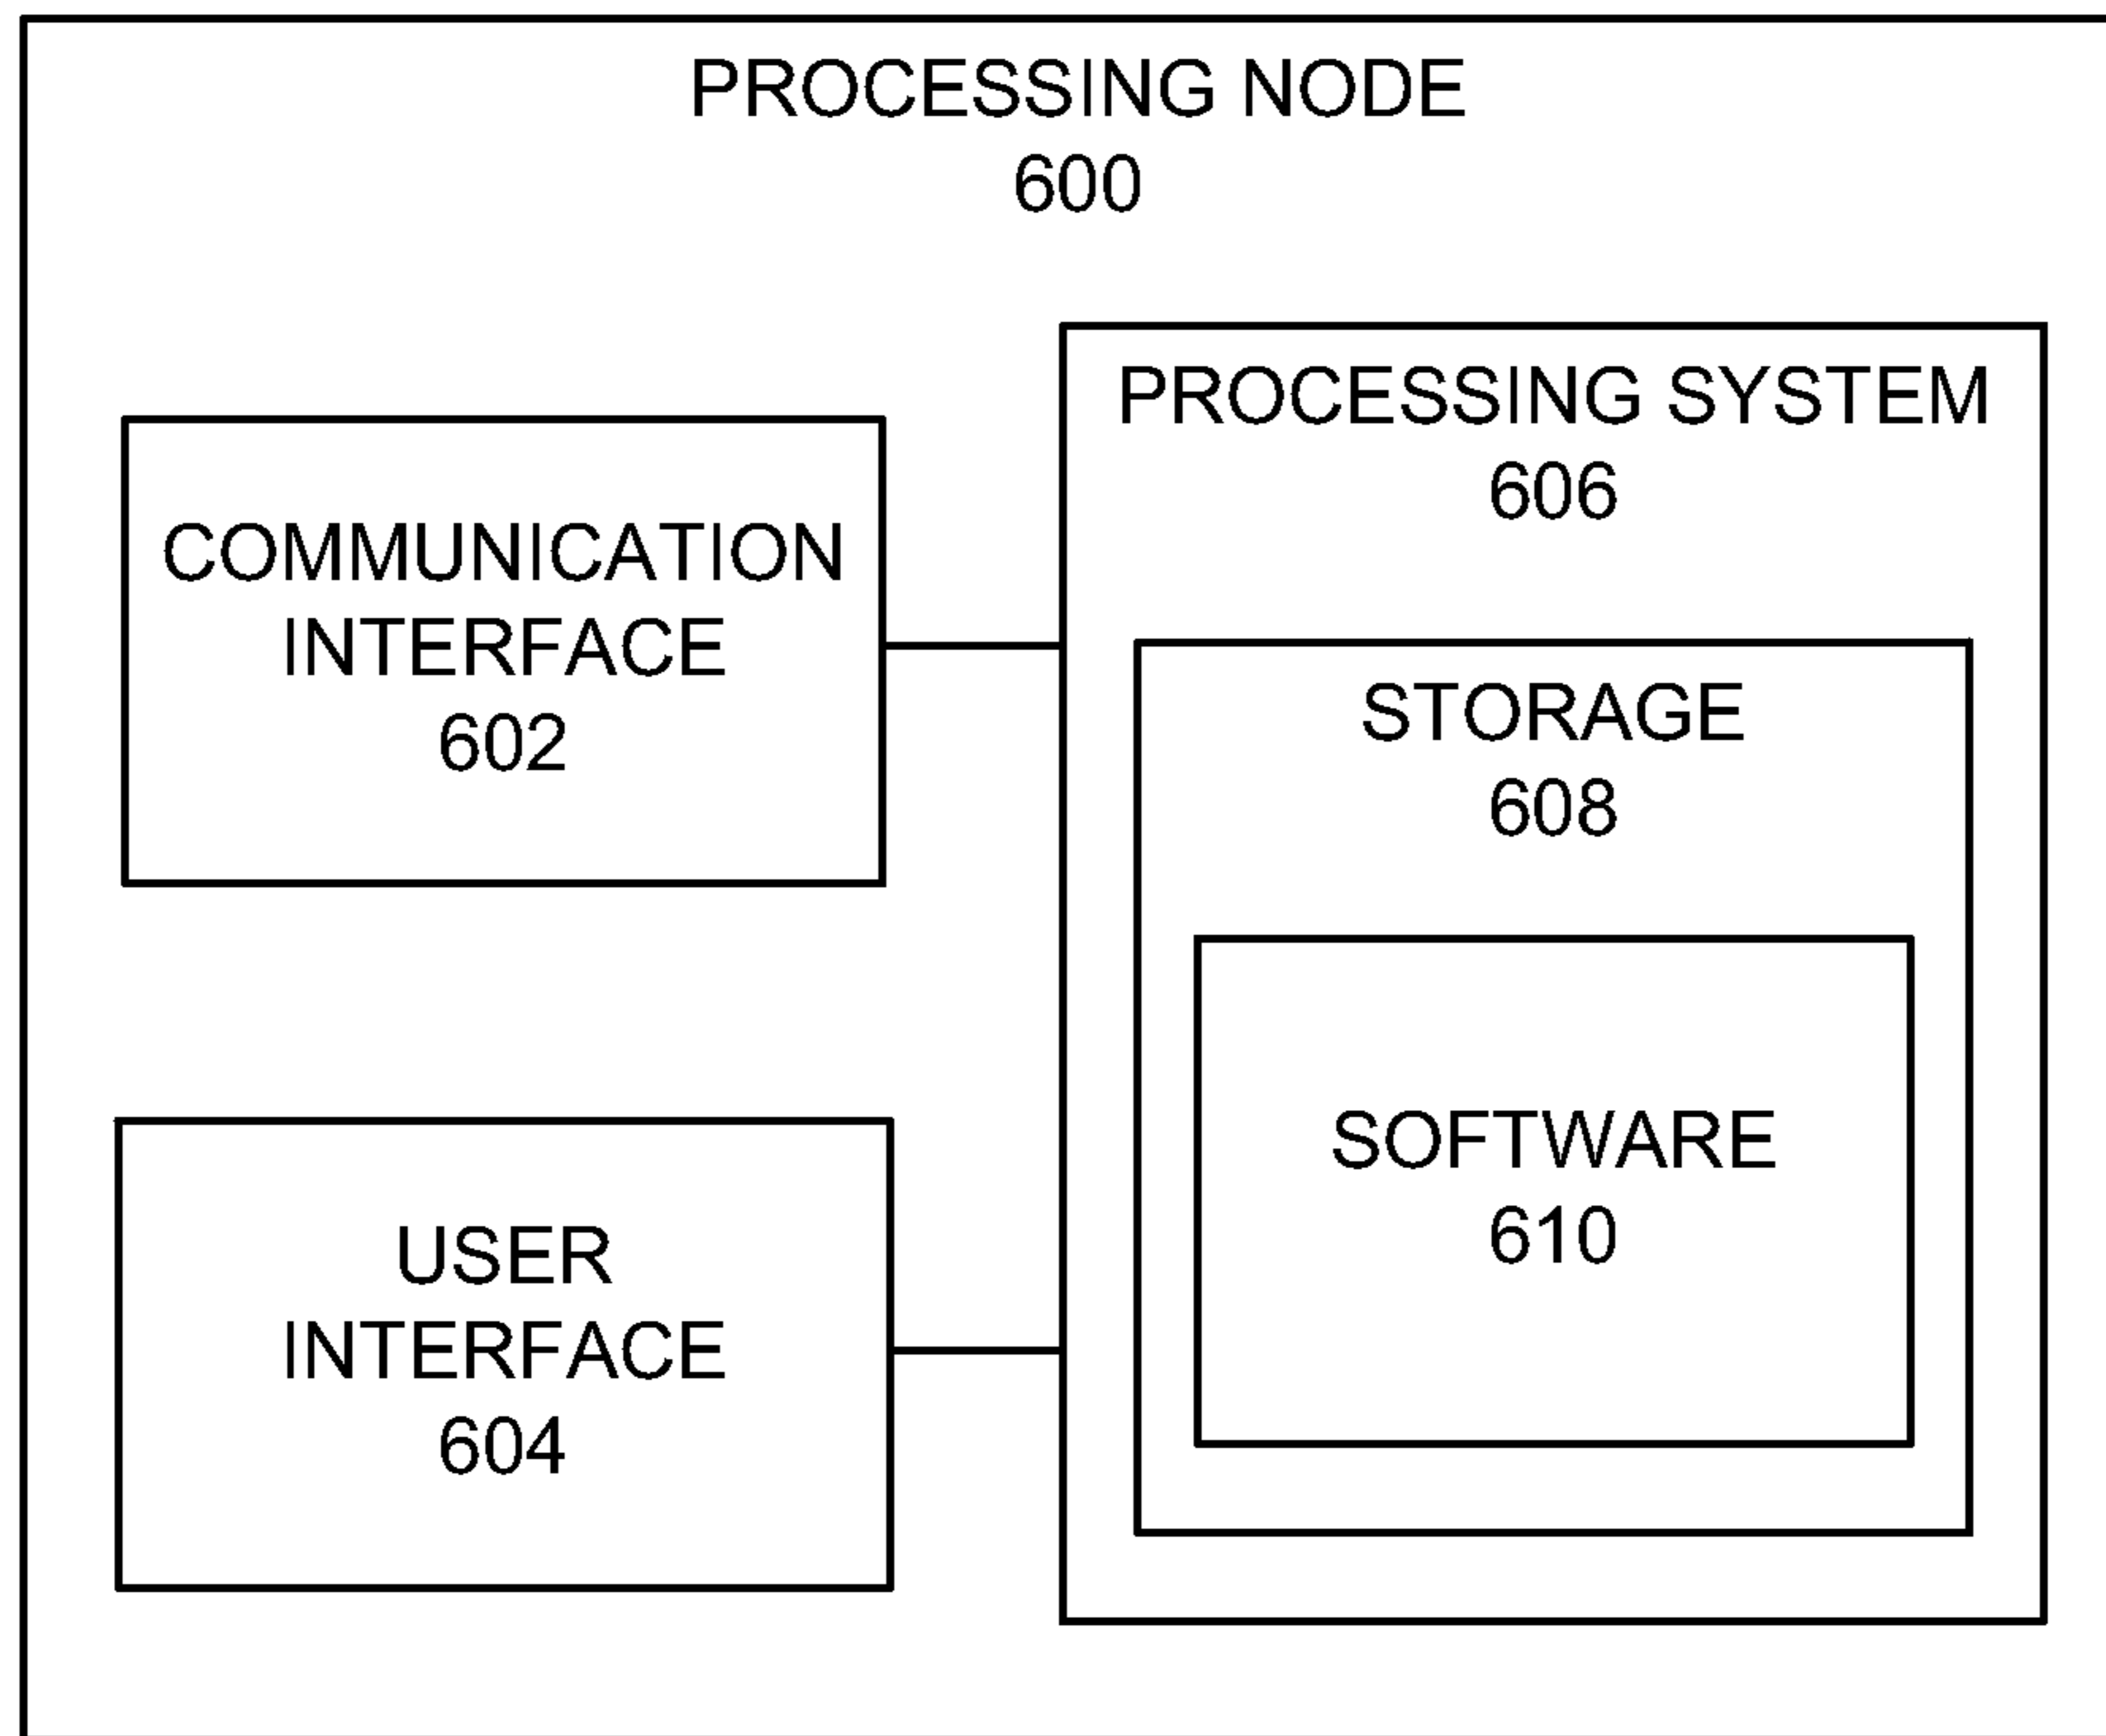 PROCESSING NODE
600
COMMUNICATION
INTERFACE
602
USER
INTERFACE
604
PROCESSING SYSTEM
606
STORAGE
608
SOFTWARE
610